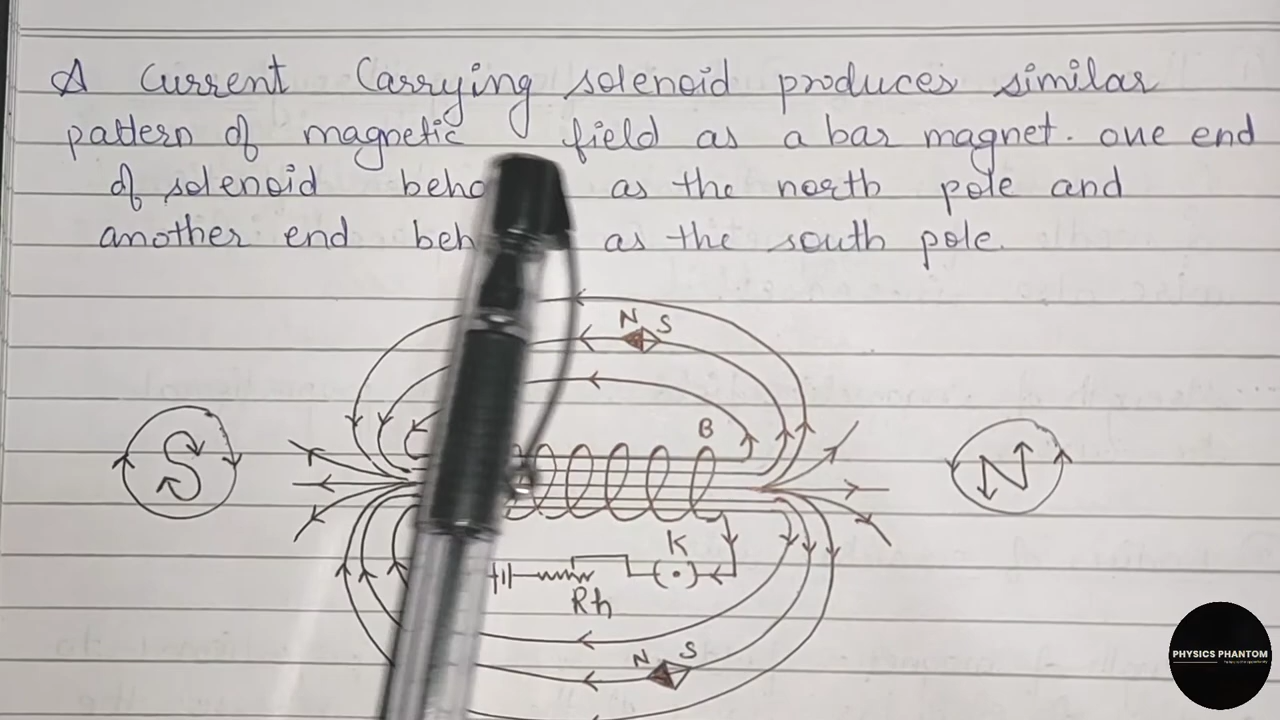 A Current Carrying solenoid produces similar
pattern of magnetic field as a bar magnet. one end
of solenoid as the north pole and
another end as the south pole.
N S
B
S
N
K
Rh
N S
PHYSICS PHANTOM